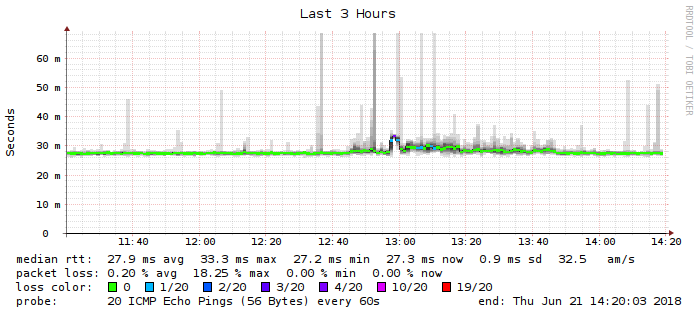 Last 3 Hours
RRDTOOL / TOBI OETIKER
Seconds
60 m
50 m
40 m
30 m
20 m
10 m
0
11:40 12:00 12:20 12:40 13:00 13:20 13:40 14:00 14:20
median rtt: 27.9 ms avg 33.3 ms max 27.2 ms min 27.3 ms now 0.9 ms sd 32.5 am/s
packet loss: 0.20 % avg 18.25 % max 0.00 % min 0.00 % now
loss color: 0 1/20 2/20 3/20 4/20 10/20 19/20
probe: 20 ICMP Echo Pings (56 Bytes) every 60s end: Thu Jun 21 14:20:03 2018